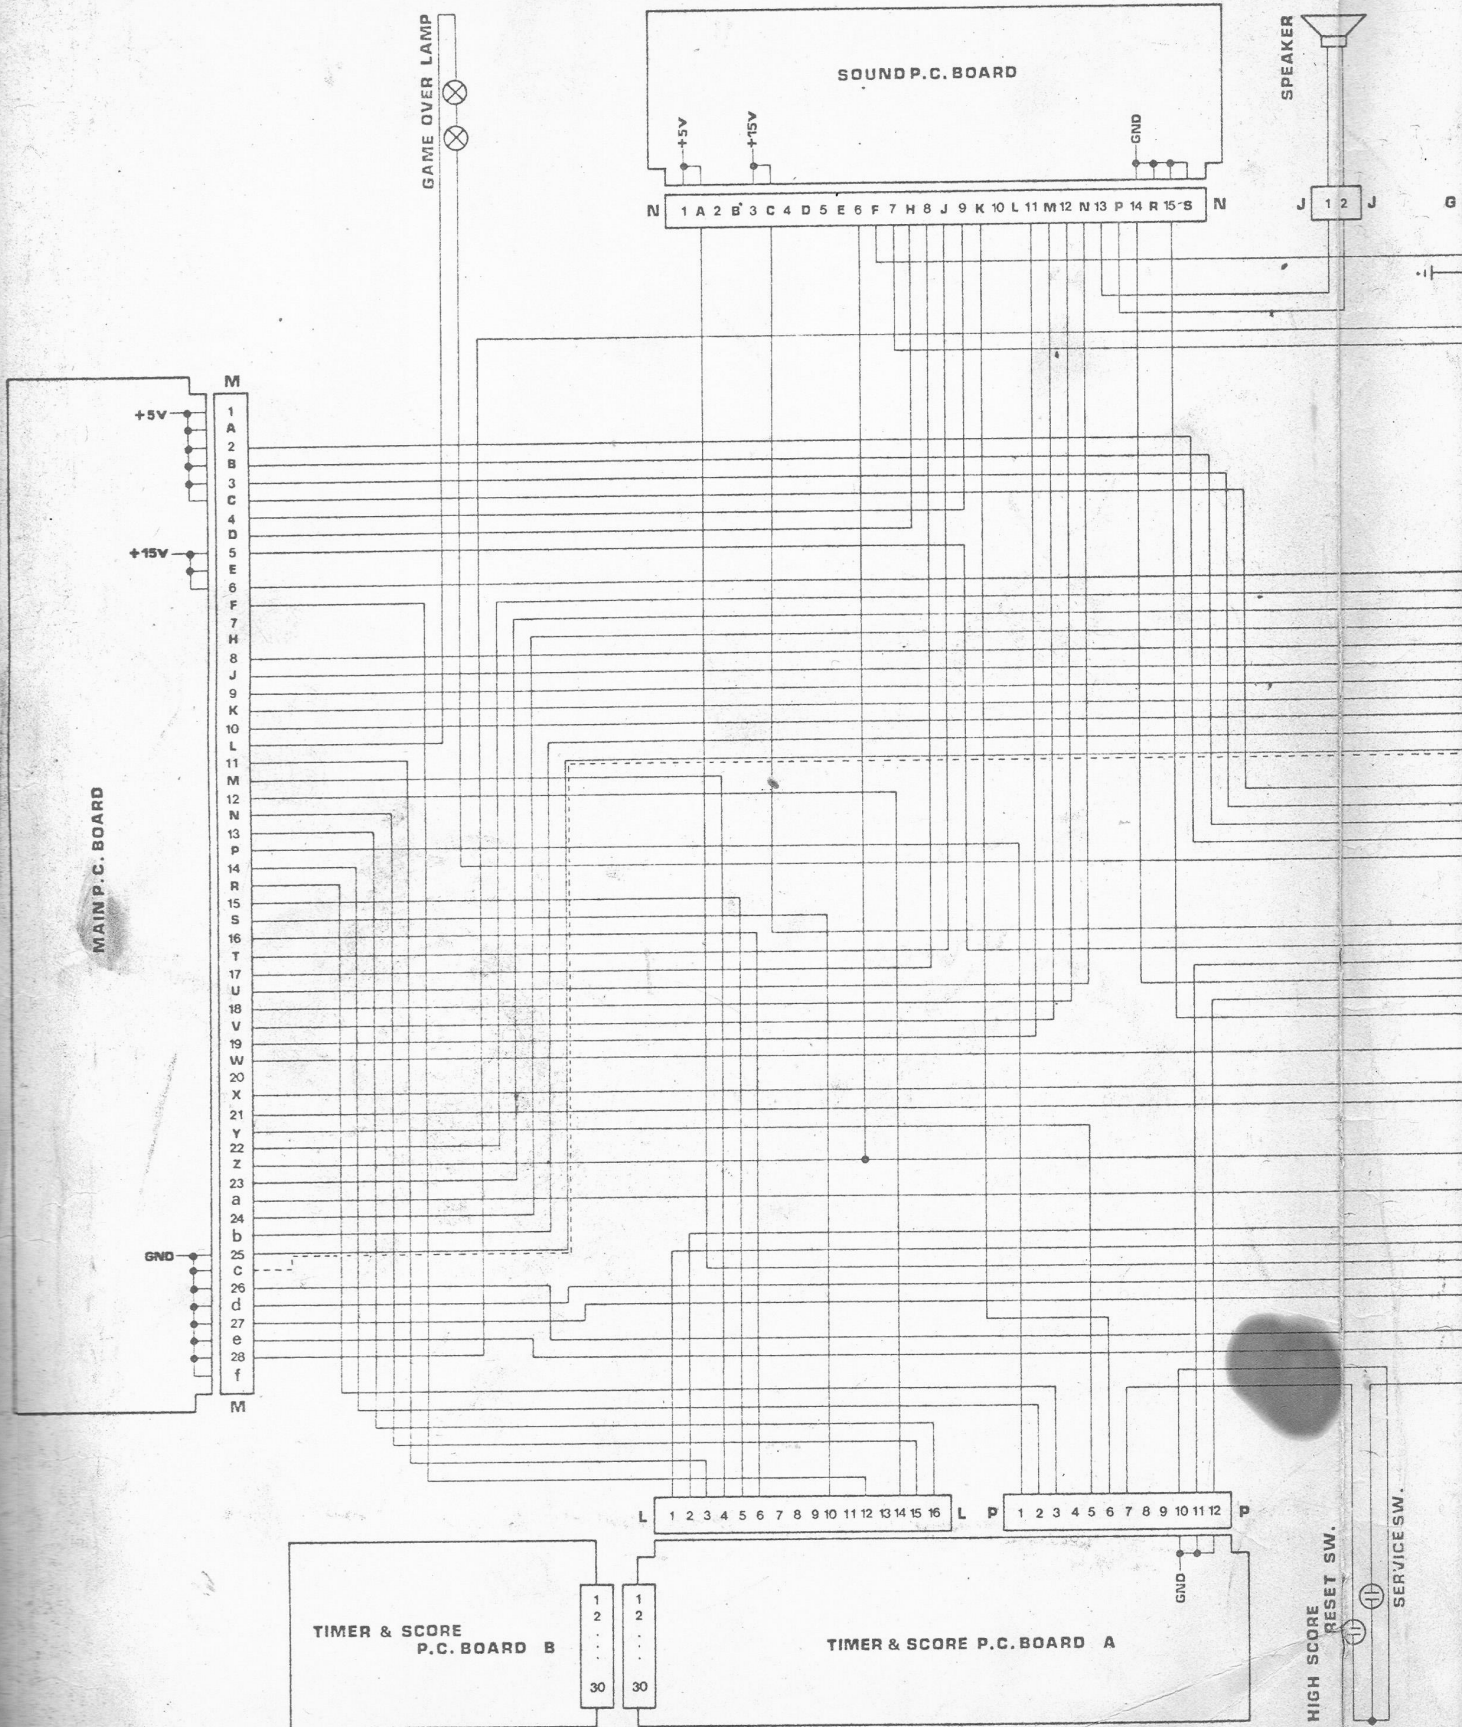 GAME OVER LAMP
SOUND P.C. BOARD
SPEAKER
+5V
+15V
GND
N 1 A 2 B 3 C 4 D 5 E 6 F 7 H 8 J 9 K 10 L 11 M 12 N 13 P 14 R 15 S N
J 1 2 J
G
M
+5V
+15V
GND
MAIN P.C. BOARD
1
A
2
B
3
C
4
D
5
E
6
F
7
H
8
J
9
K
10
L
11
M
12
N
13
P
14
R
15
S
16
T
17
U
18
V
19
W
20
X
21
Y
22
Z
23
a
24
b
25
c
26
d
27
e
28
f
M
L 1 2 3 4 5 6 7 8 9 10 11 12 13 14 15 16 L
P 1 2 3 4 5 6 7 8 9 10 11 12 P
GND
TIMER & SCORE
P.C. BOARD B
1
2
30
1
2
30
TIMER & SCORE P.C. BOARD A
HIGH SCORE
RESET SW.
SERVICE SW.